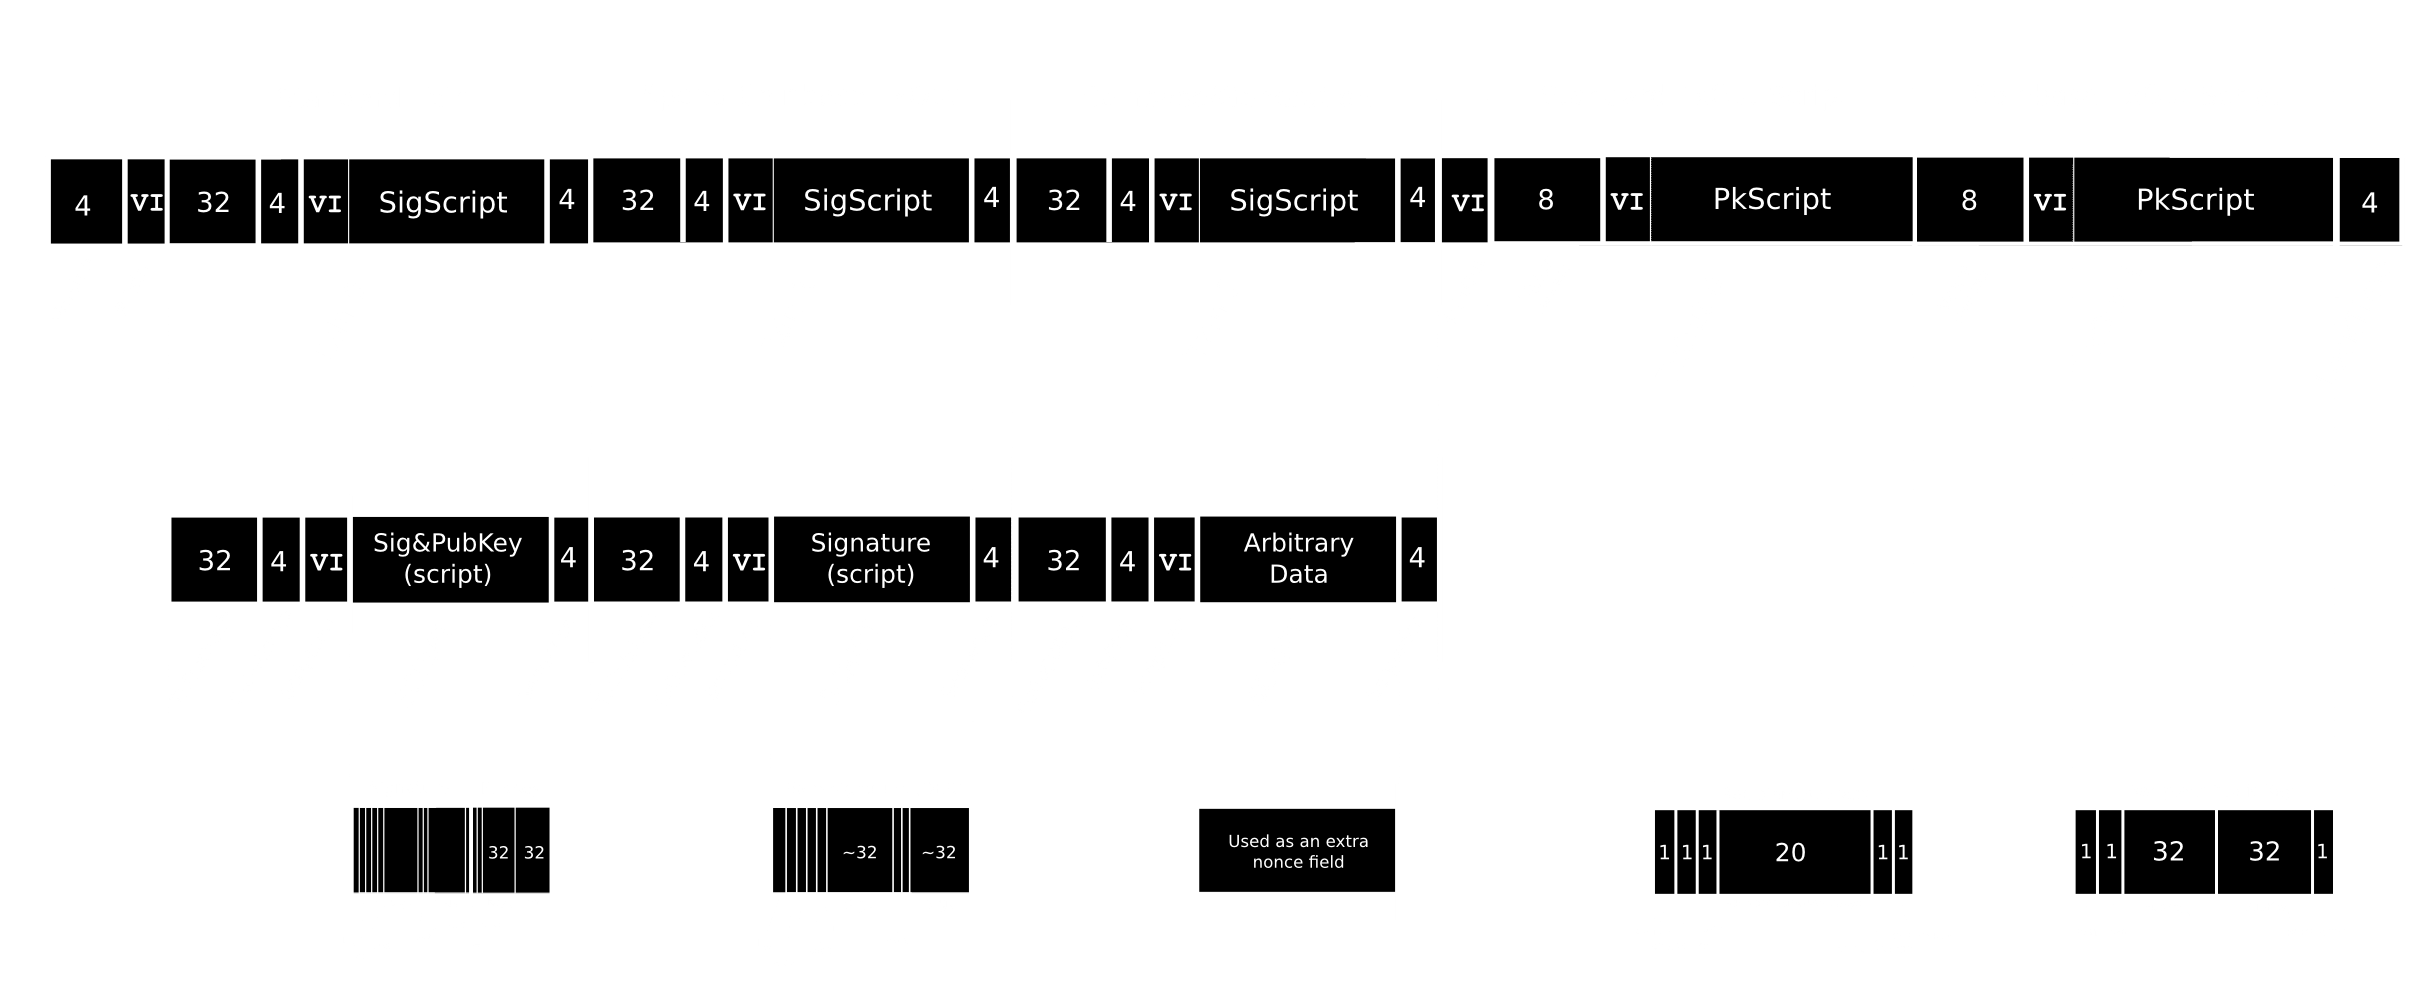 4 VI 32 4 VI SigScript 4 32 4 VI SigScript 4 32 4 VI SigScript 4 VI 8 VI PkScript 8 VI PkScript 4
32 4 VI Sig&PubKey (script) 4 32 4 VI Signature (script) 4 32 4 VI Arbitrary Data 4
32 32
~32 ~32
Used as an extra
nonce field
1 1 1 20 1 1
1 1 32 32 1